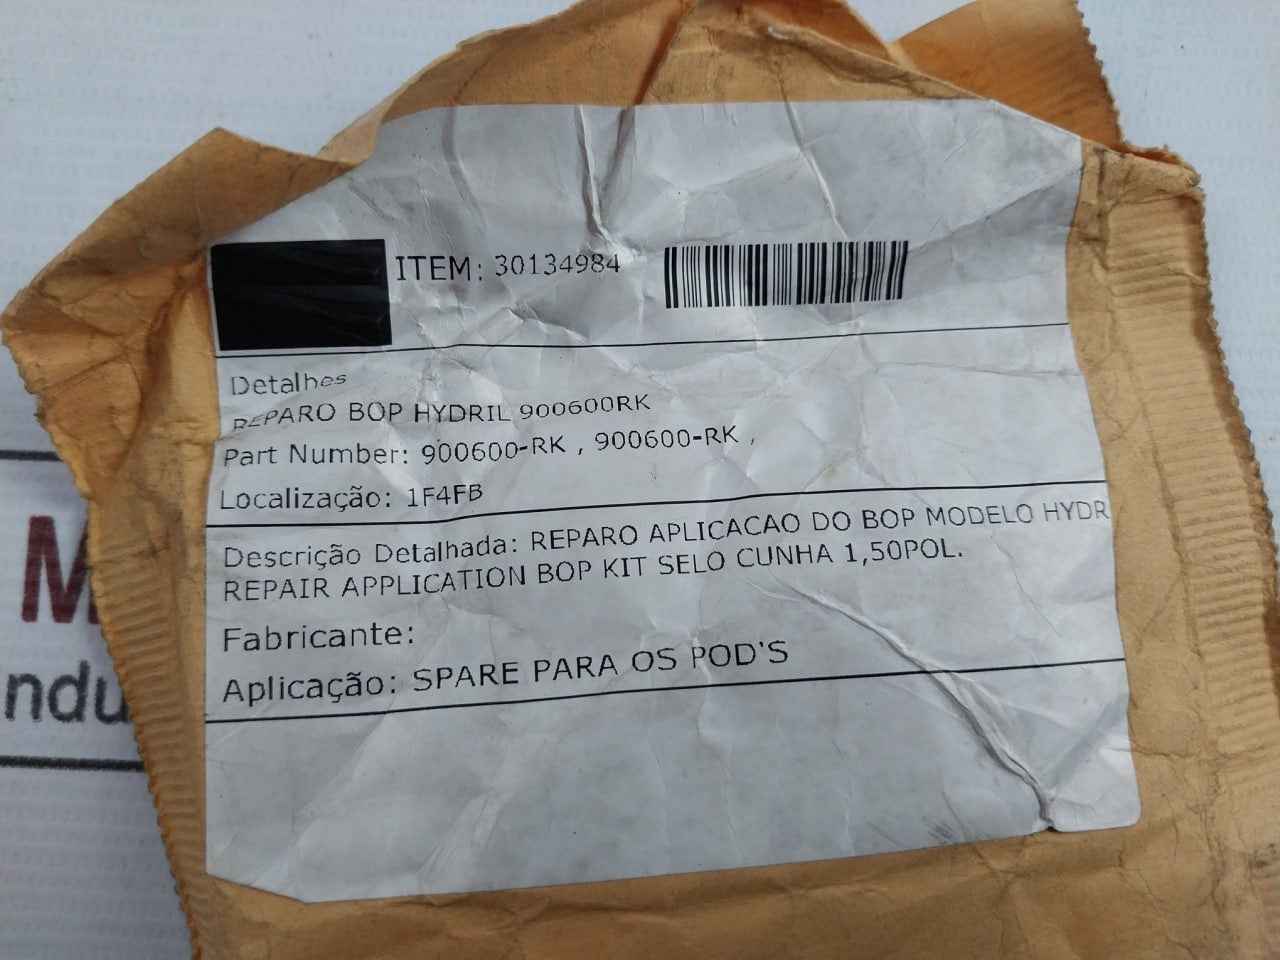 ITEM: 30134984
Detalhes
REPARO BOP HYDRIL 900600RK
Part Number: 900600-RK , 900600-RK ,
Localização: 1F4FB
Descrição Detalhada: REPARO APLICACAO DO BOP MODELO HYDR
REPAIR APPLICATION BOP KIT SELO CUNHA 1,50POL.
Fabricante:
Aplicação: SPARE PARA OS POD'S
M
ndu